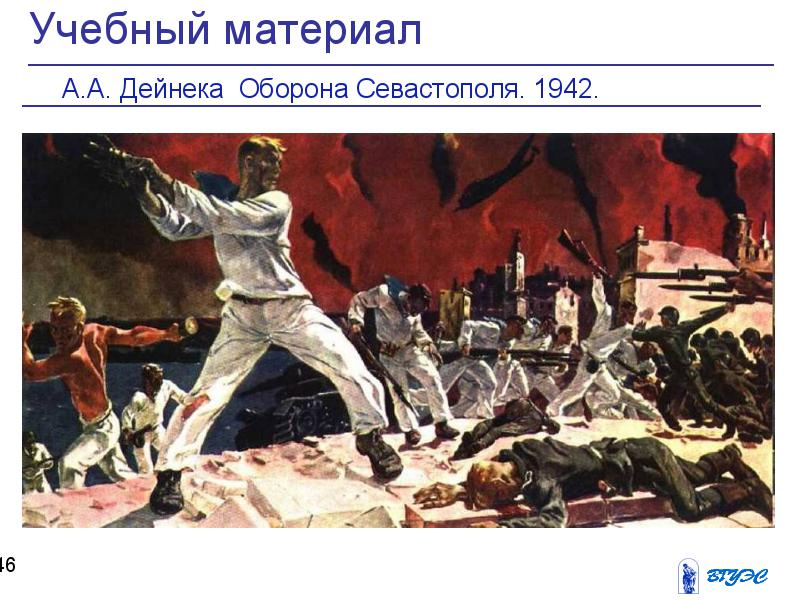 Учебный материал
А.А. Дейнека Оборона Севастополя. 1942.
46
ВГУЭС